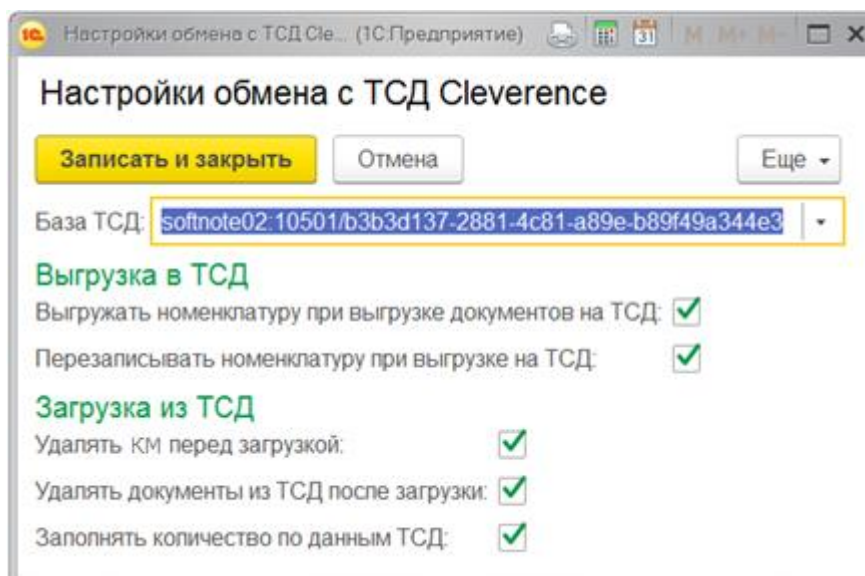 1С Настройки обмена с ТСД Cle... (1С:Предприятие) 31 M M+ M-
Настройки обмена с ТСД Cleverence
Записать и закрыть Отмена Еще
База ТСД: softnote02:10501/b3b3d137-2881-4c81-a89e-b89f49a344e3
Выгрузка в ТСД
Выгружать номенклатуру при выгрузке документов на ТСД:
Перезаписывать номенклатуру при выгрузке на ТСД:
Загрузка из ТСД
Удалять КМ перед загрузкой:
Удалять документы из ТСД после загрузки:
Заполнять количество по данным ТСД: